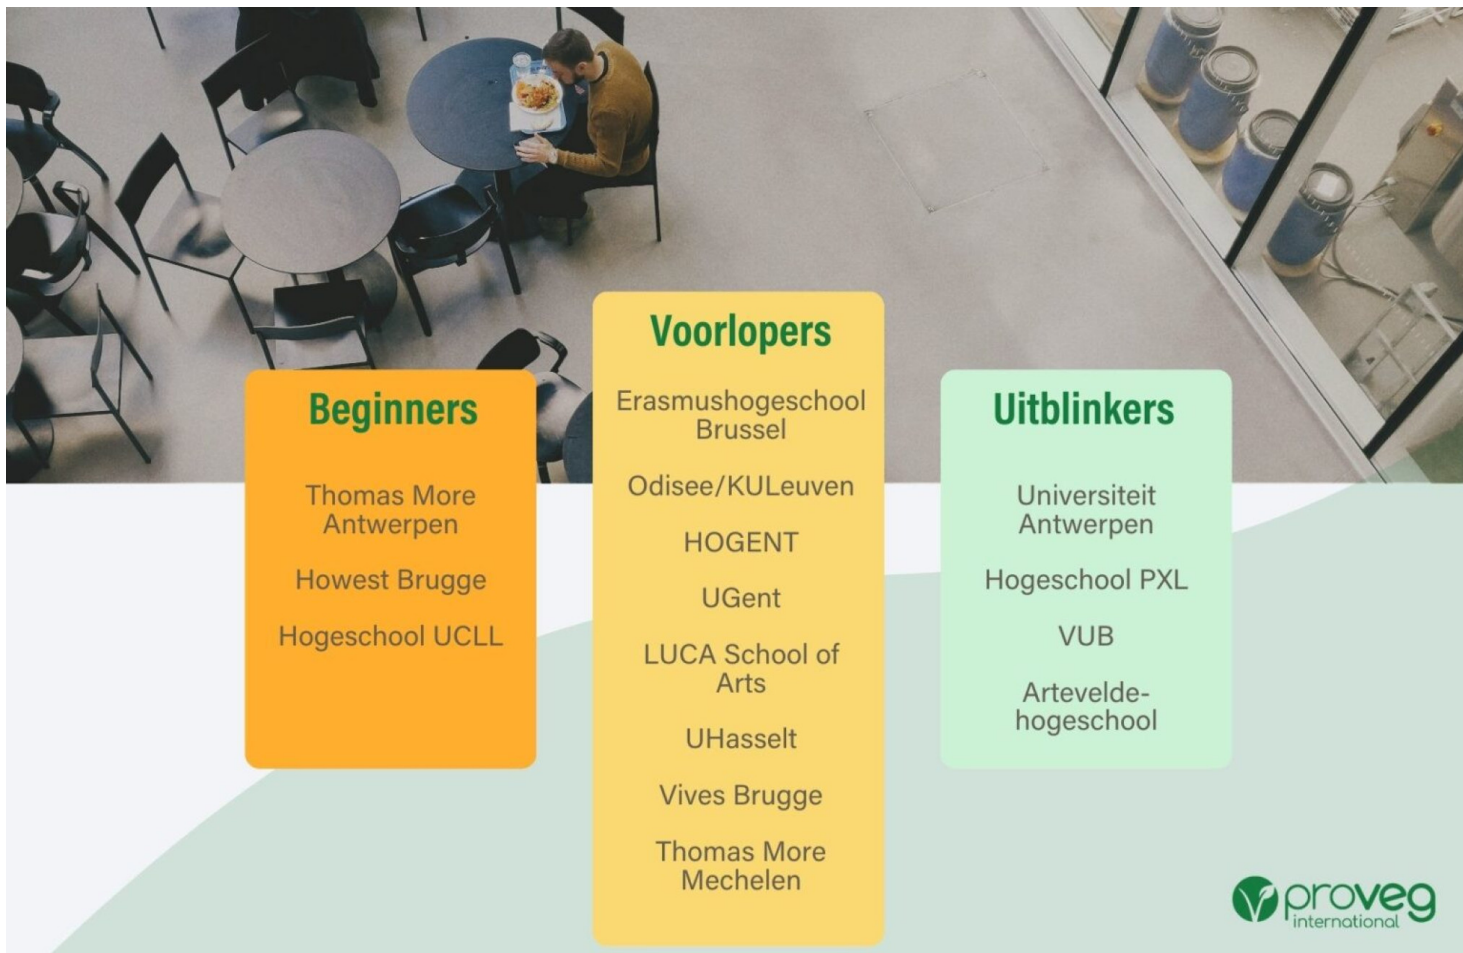 Beginners
Thomas More
Antwerpen
Howest Brugge
Hogeschool UCLL
Voorlopers
Erasmushogeschool
Brussel
Odisee/KULeuven
HOGENT
UGent
LUCA School of
Arts
UHasselt
Vives Brugge
Thomas More
Mechelen
Uitblinkers
Universiteit
Antwerpen
Hogeschool PXL
VUB
Artevelde-
hogeschool
proveg
international